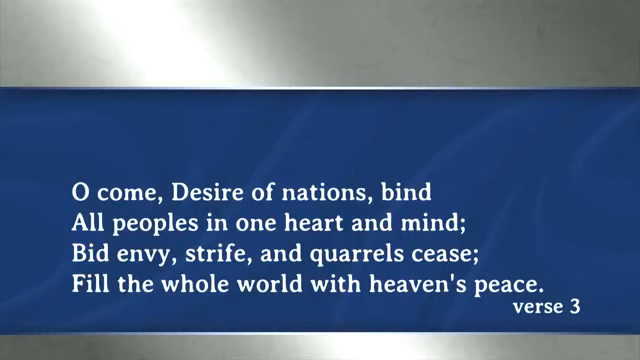 O come, Desire of nations, bind
All peoples in one heart and mind;
Bid envy, strife, and quarrels cease;
Fill the whole world with heaven's peace.
verse 3